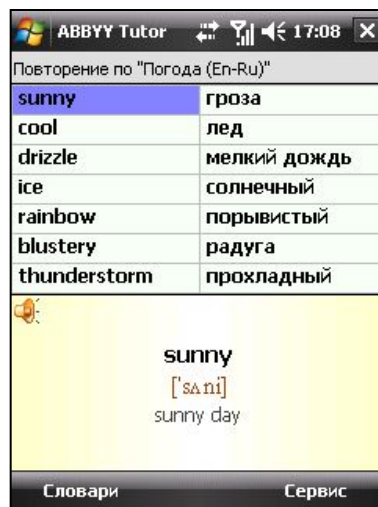 ABBYY Tutor 17:08
Повторение по "Погода (En-Ru)"
sunny гроза
cool лед
drizzle мелкий дождь
ice солнечный
rainbow порывистый
blustery радуга
thunderstorm прохладный
sunny
['sʌni]
sunny day
Словари Сервис